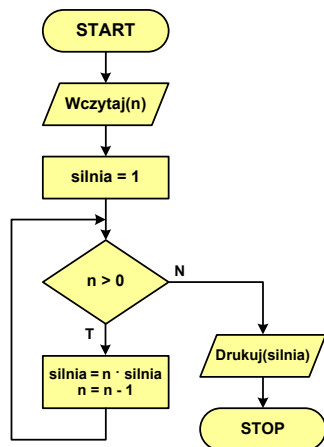 START
Wczytaj(n)
silnia = 1
n > 0
N
T
silnia = n · silnia
n = n - 1
Drukuj(silnia)
STOP